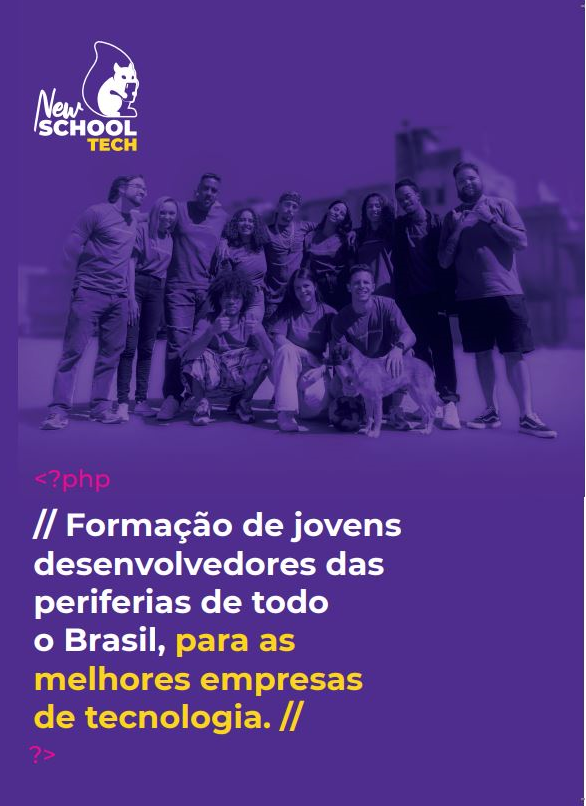 New
SCHOOL
TECH
<?php
// Formação de jovens
desenvolvedores das
periferias de todo
o Brasil, para as
melhores empresas
de tecnologia. //
?>